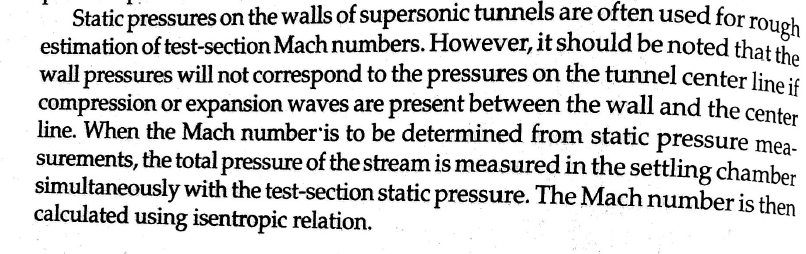 Static pressures on the walls of supersonic tunnels are often used for rough
estimation of test-section Mach numbers. However, it should be noted that the
wall pressures will not correspond to the pressures on the tunnel center line if
compression or expansion waves are present between the wall and the center
line. When the Mach number is to be determined from static pressure mea-
surements, the total pressure of the stream is measured in the settling chamber
simultaneously with the test-section static pressure. The Mach number is then
calculated using isentropic relation.